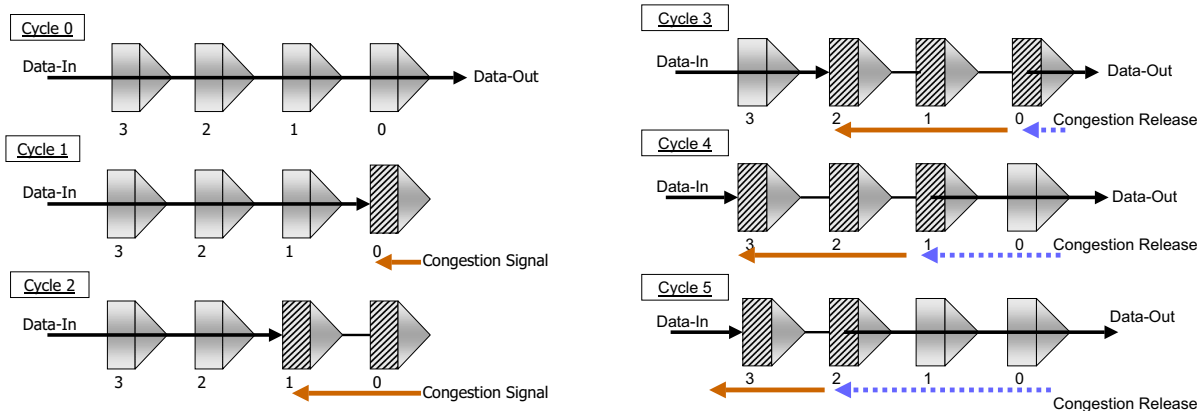 Cycle 0
Data-In
Data-Out
3 2 1 0
Cycle 1
Data-In
3 2 1 0
Congestion Signal
Cycle 2
Data-In
3 2 1 0
Congestion Signal
Cycle 3
Data-In
Data-Out
3 2 1 0
Congestion Release
Cycle 4
Data-In
Data-Out
3 2 1 0
Congestion Release
Cycle 5
Data-In
Data-Out
3 2 1 0
Congestion Release